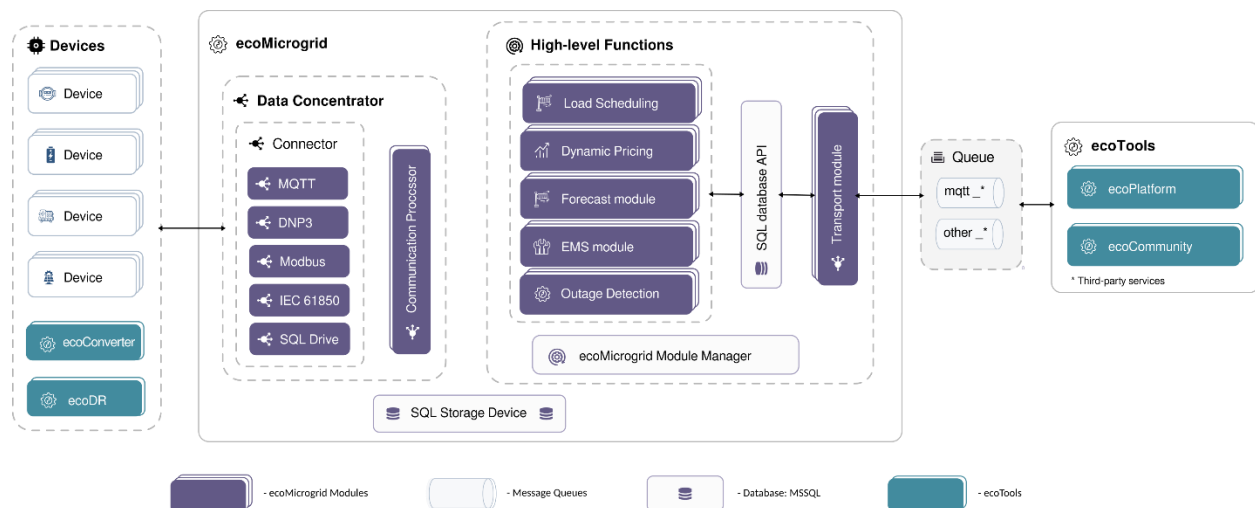 Devices
Device
Device
Device
Device
ecoConverter
ecoDR
ecoMicrogrid
Data Concentrator
Connector
MQTT
DNP3
Modbus
IEC 61850
SQL Drive
Communication Processor
High-level Functions
Load Scheduling
Dynamic Pricing
Forecast module
EMS module
Outage Detection
SQL database API
Transport module
ecoMicrogrid Module Manager
SQL Storage Device
Queue
mqtt _*
other _*
ecoTools
ecoPlatform
ecoCommunity
* Third-party services
- ecoMicrogrid Modules
- Message Queues
- Database: MSSQL
- ecoTools